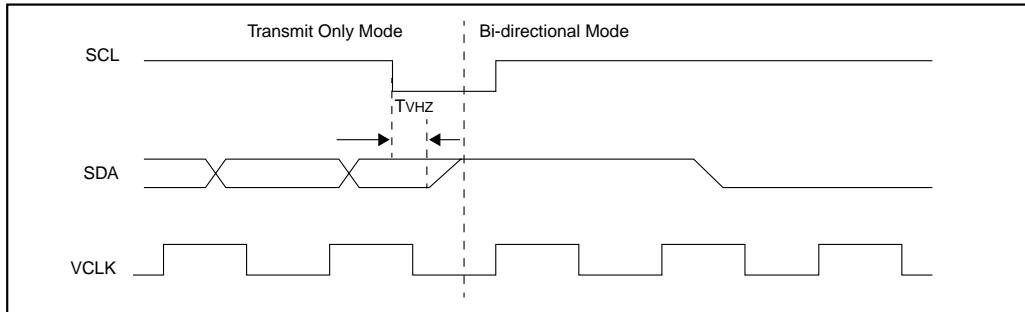 Transmit Only Mode
Bi-directional Mode
SCL
TVHZ
SDA
VCLK